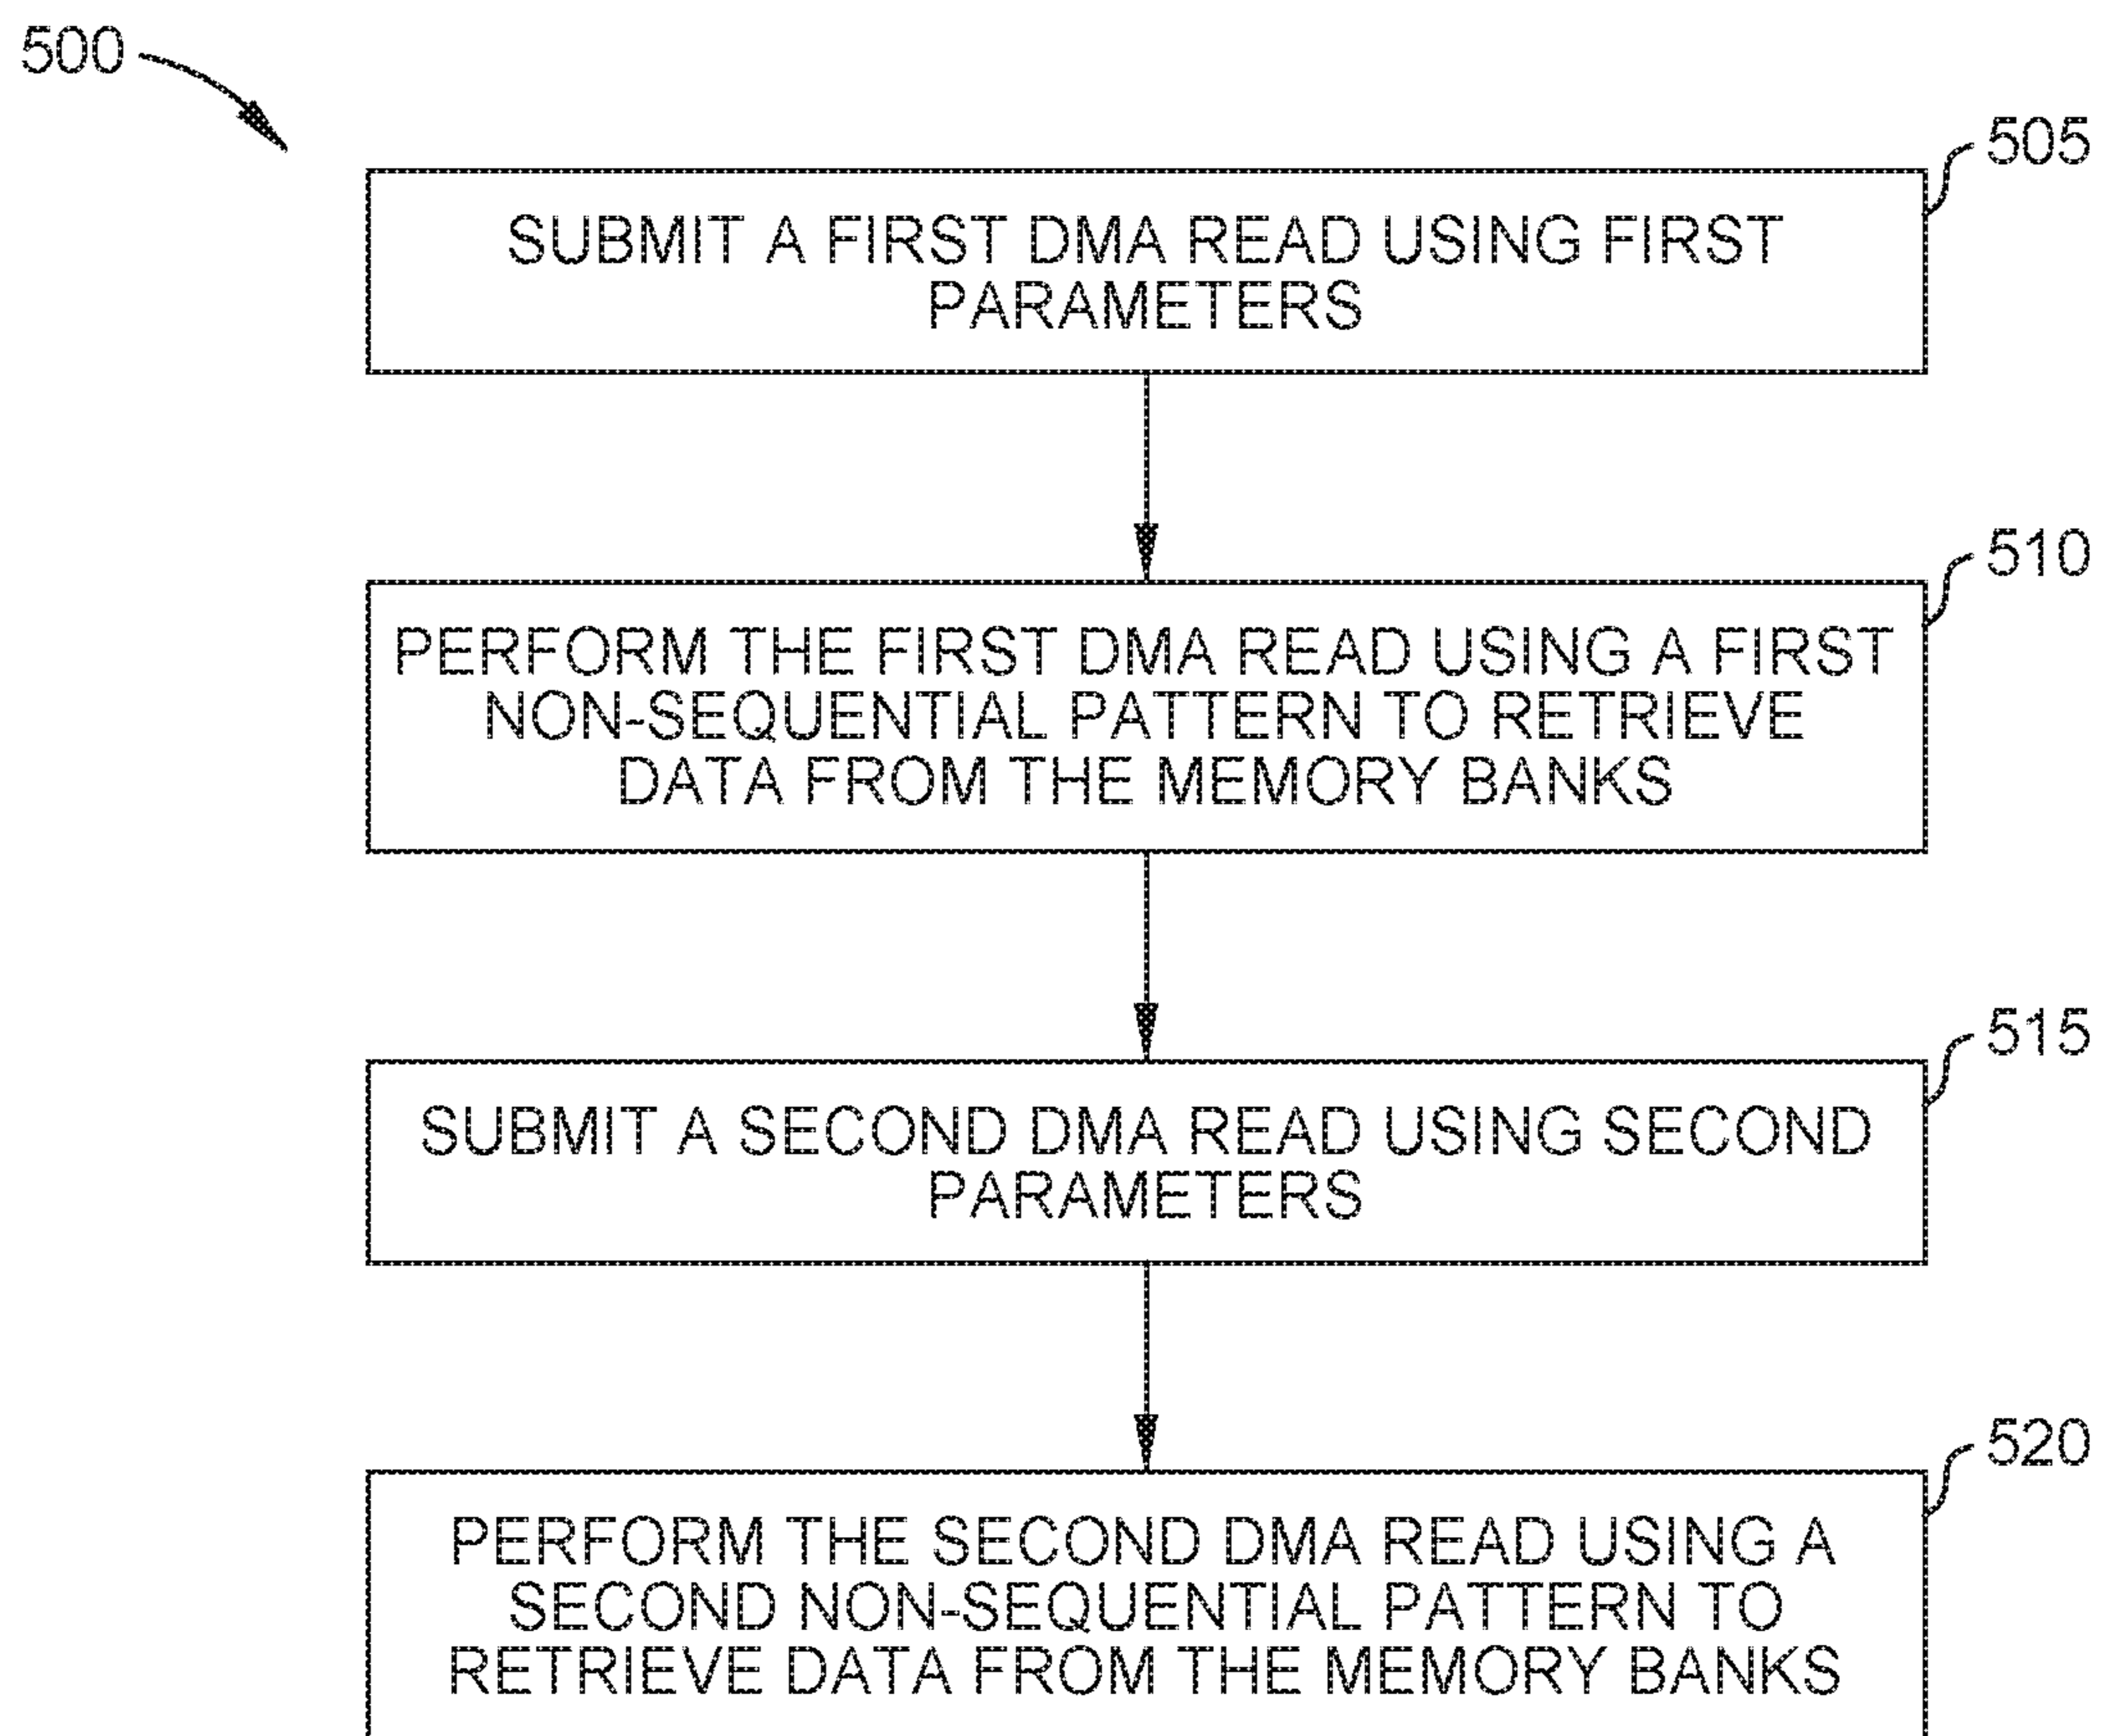 500
505
SUBMIT A FIRST DMA READ USING FIRST
PARAMETERS
510
PERFORM THE FIRST DMA READ USING A FIRST
NON-SEQUENTIAL PATTERN TO RETRIEVE
DATA FROM THE MEMORY BANKS
515
SUBMIT A SECOND DMA READ USING SECOND
PARAMETERS
520
PERFORM THE SECOND DMA READ USING A
SECOND NON-SEQUENTIAL PATTERN TO
RETRIEVE DATA FROM THE MEMORY BANKS